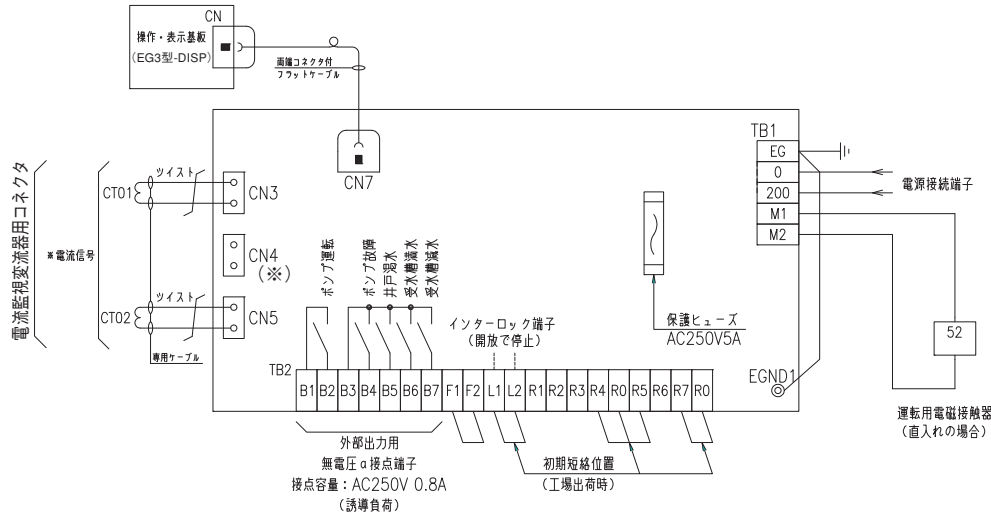 CN
操作・表示基板
(EG3型-DISP)
両端コネクタ付
フラットケーブル
CN7
TB1
EG
0
200
M1
M2
電源接続端子
電流監視変流器用コネクタ
※電流信号
CT01
ツイスト
CN3
CN4
(※)
CT02
ツイスト
CN5
専用ケーブル
ポンプ運転
ポンプ故障
井戸渇水
受水槽満水
受水槽減水
インターロック端子
(開放で停止)
保護ヒューズ
AC250V5A
52
運転用電磁接触器
(直入れの場合)
EGND1
TB2
B1 B2 B3 B4 B5 B6 B7 F1 F2 L1 L2 R1 R2 R3 R4 R0 R5 R6 R7 R0
外部出力用
無電圧a接点端子
接点容量：AC250V 0.8A
(誘導負荷)
初期短絡位置
(工場出荷時)